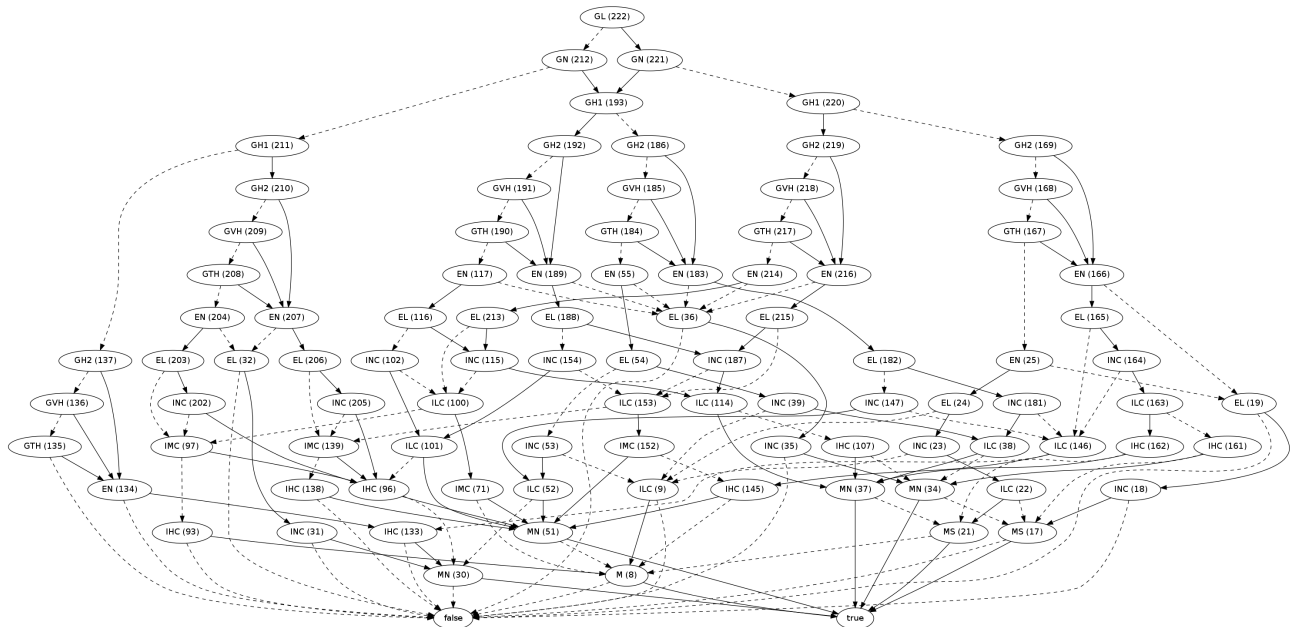 GL (222)
GN (212) GN (221)
GH1 (193) GH1 (220)
GH1 (211) GH2 (192) GH2 (186) GH2 (219) GH2 (169)
GH2 (210) GVH (191) GVH (185) GVH (218) GVH (168)
GVH (209) GTH (190) GTH (184) GTH (217) GTH (167)
GTH (208) EN (117) EN (189) EN (55) EN (183) EN (214) EN (216) EN (166)
EN (204) EN (207) EL (116) EL (213) EL (188) EL (36) EL (215) EL (165)
GH2 (137) EL (203) EL (32) EL (206) INC (102) INC (115) INC (154) EL (54) INC (187) EL (182) EN (25) INC (164)
GVH (136) INC (202) INC (205) ILC (100) ILC (153) ILC (114) INC (39) INC (147) EL (24) INC (181) ILC (163) EL (19)
GTH (135) IMC (97) IMC (139) ILC (101) INC (53) IMC (152) INC (35) IHC (107) INC (23) ILC (38) ILC (146) IHC (162) IHC (161)
EN (134) IHC (138) IHC (96) IMC (71) ILC (52) ILC (9) IHC (145) MN (37) MN (34) ILC (22) INC (18)
IHC (93) INC (31) IHC (133) MN (51) MS (21) MS (17)
MN (30) M (8)
false true